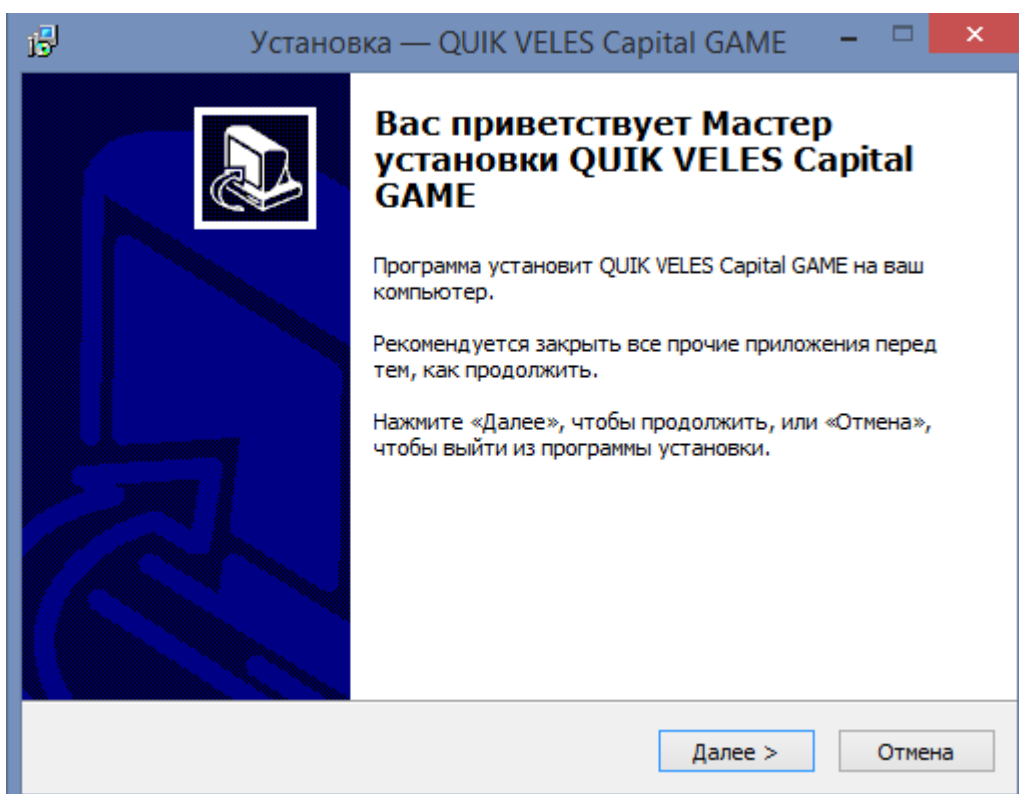 Установка — QUIK VELES Capital GAME
Вас приветствует Мастер
установки QUIK VELES Capital
GAME
Программа установит QUIK VELES Capital GAME на ваш
компьютер.
Рекомендуется закрыть все прочие приложения перед
тем, как продолжить.
Нажмите «Далее», чтобы продолжить, или «Отмена»,
чтобы выйти из программы установки.
Далее >
Отмена